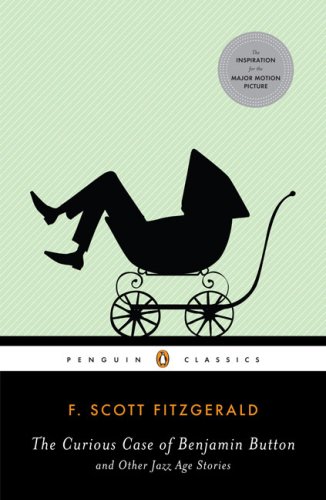 The
INSPIRATION
for the
MAJOR MOTION
PICTURE
PENGUIN CLASSICS
F. SCOTT FITZGERALD
The Curious Case of Benjamin Button
and Other Jazz Age Stories